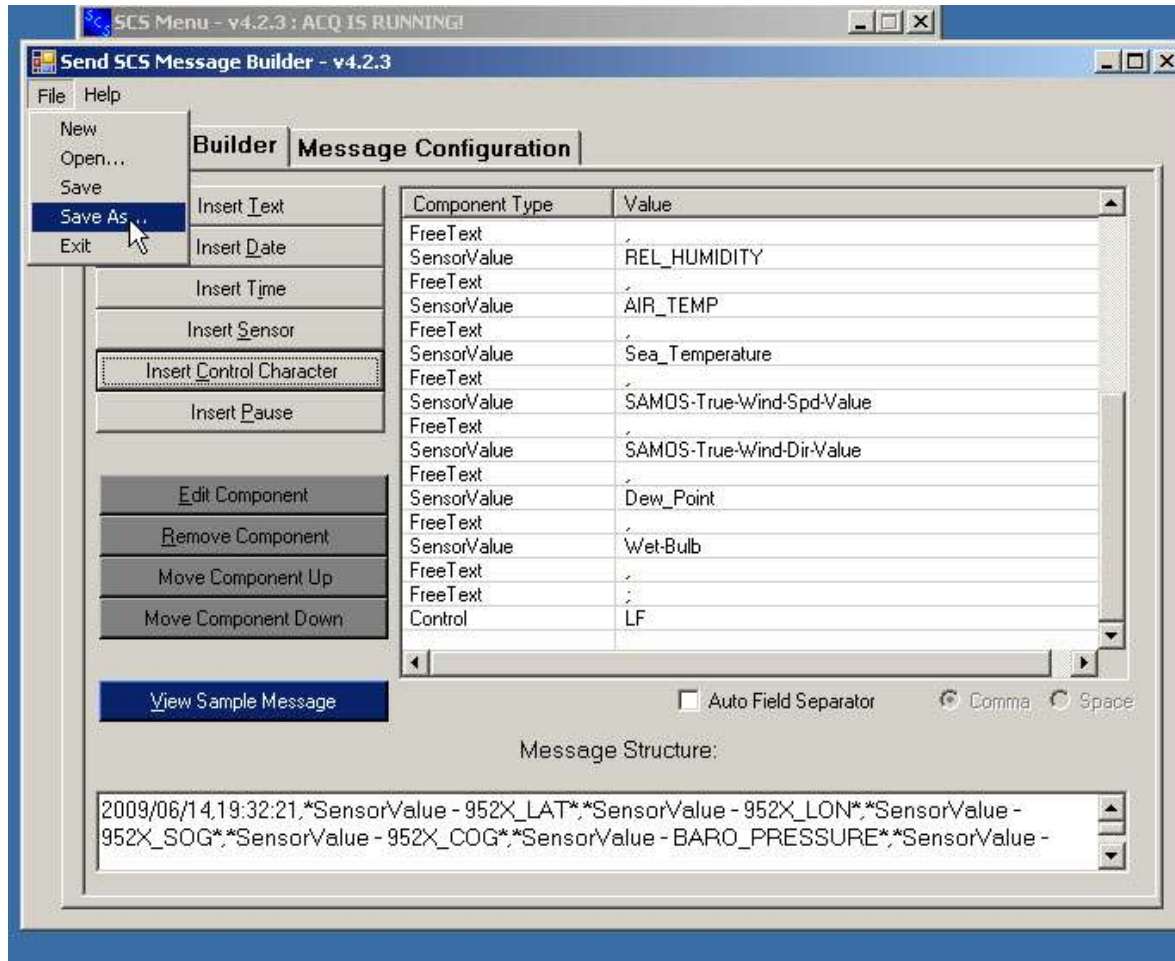 SCS SCS Menu - v4.2.3 : ACQ IS RUNNING!
Send SCS Message Builder - v4.2.3
File Help
New
Open...
Save
Save As...
Exit
Builder Message Configuration
Insert Text
Insert Date
Insert Time
Insert Sensor
Insert Control Character
Insert Pause
Edit Component
Remove Component
Move Component Up
Move Component Down
View Sample Message
Component Type Value
FreeText ,
SensorValue REL_HUMIDITY
FreeText ,
SensorValue AIR_TEMP
FreeText ,
SensorValue Sea_Temperature
FreeText ,
SensorValue SAMOS-True-Wind-Spd-Value
FreeText ,
SensorValue SAMOS-True-Wind-Dir-Value
FreeText ,
SensorValue Dew_Point
FreeText ,
SensorValue Wet-Bulb
FreeText ,
FreeText ;
Control LF
Auto Field Separator Comma Space
Message Structure:
2009/06/14,19:32:21,*SensorValue - 952X_LAT*,*SensorValue - 952X_LON*,*SensorValue -
952X_SOG*,*SensorValue - 952X_COG*,*SensorValue - BARO_PRESSURE*,*SensorValue -